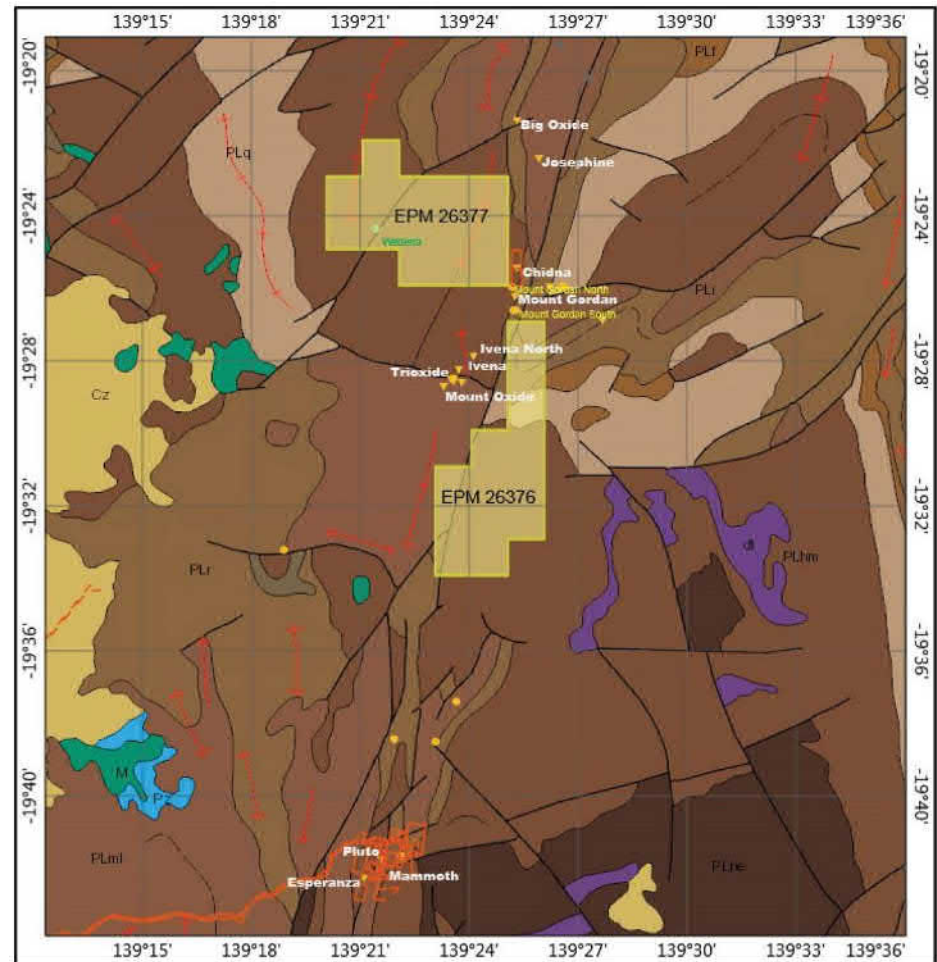 139°15' 139°18' 139°21' 139°24' 139°27' 139°30' 139°33' 139°36'
-19°20'
-19°20'
PLf
Big Oxide
PLq
Josephine
-19°24'
EPM 26377
-19°24'
Chidna
Mount Gordan North
Mount Gordan
PLr
Mount Gordan South
-19°28'
Ivena North
-19°28'
Ivena
Trioxide
Cz
Mount Oxide
-19°32'
EPM 26376
-19°32'
dl
PLhm
PLr
-19°36'
-19°36'
-19°40'
M
-19°40'
Pluto
PLml
PLhe
Esperanza
Mammoth
139°15' 139°18' 139°21' 139°24' 139°27' 139°30' 139°33' 139°36'